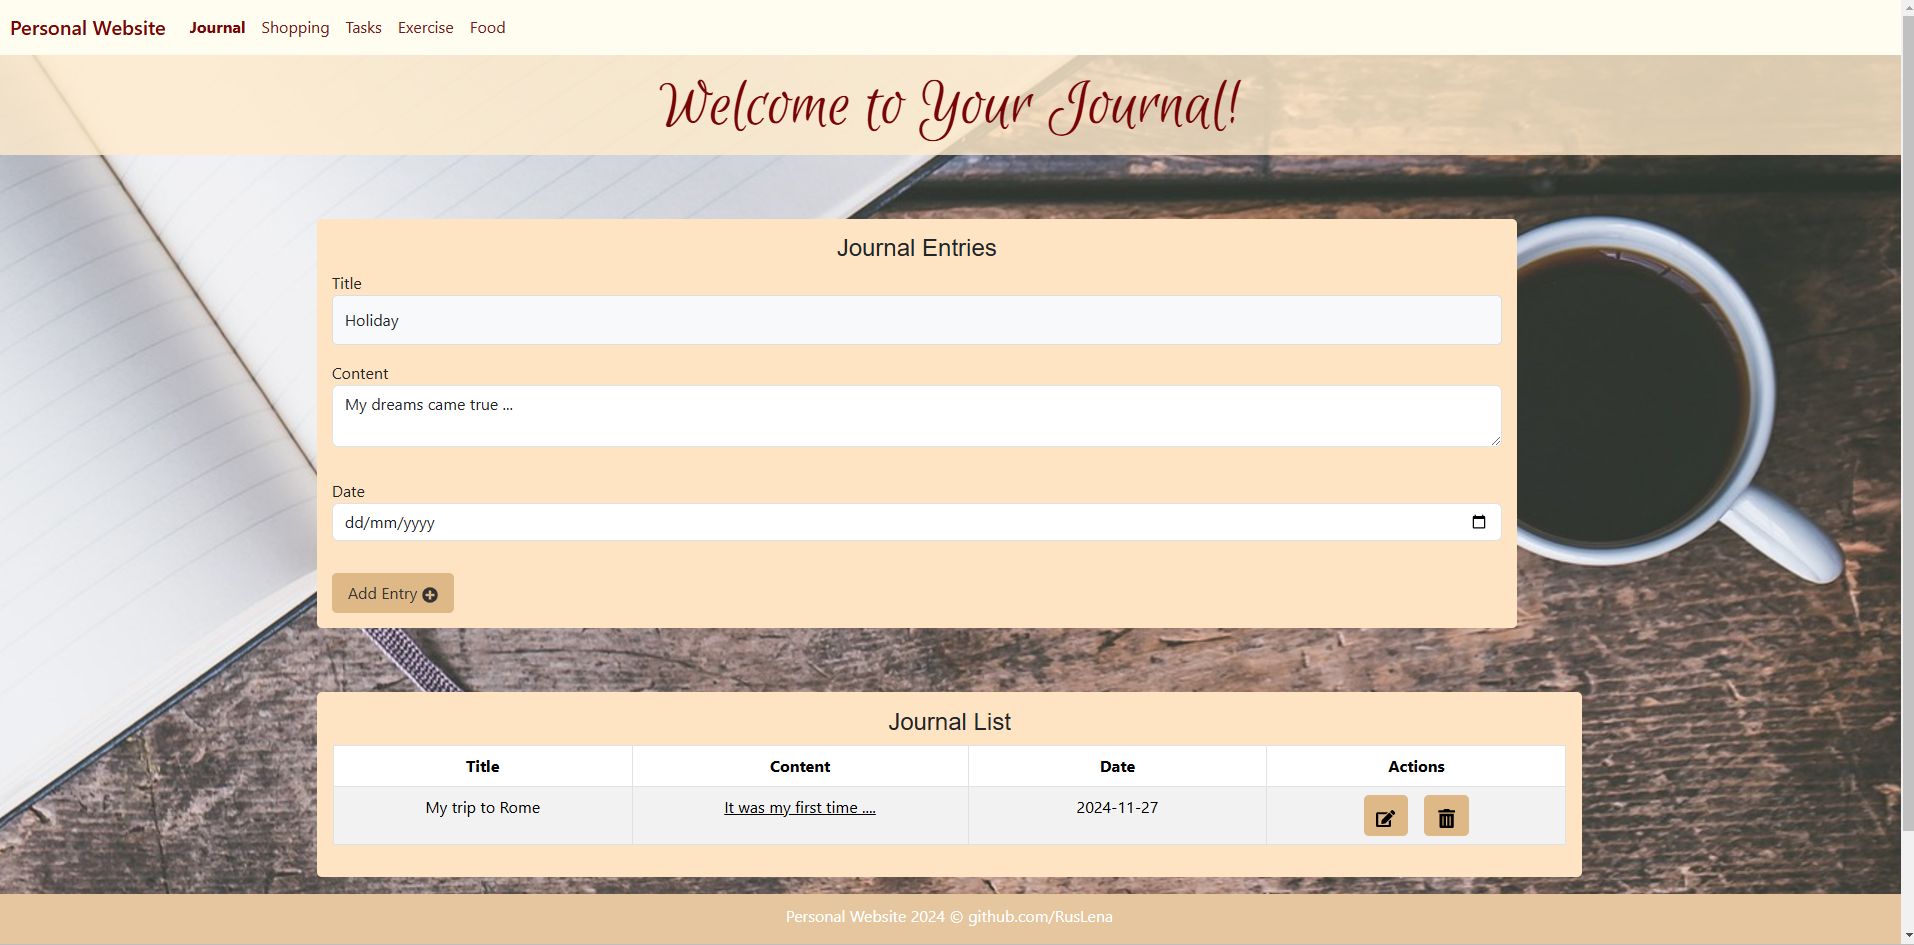 Personal Website Journal Shopping Tasks Exercise Food
Welcome to Your Journal!
Journal Entries
Title
Holiday
Content
My dreams came true ...
Date
dd/mm/yyyy
Add Entry
Journal List
Title Content Date Actions
My trip to Rome It was my first time .... 2024-11-27
Personal Website 2024 © github.com/RusLena